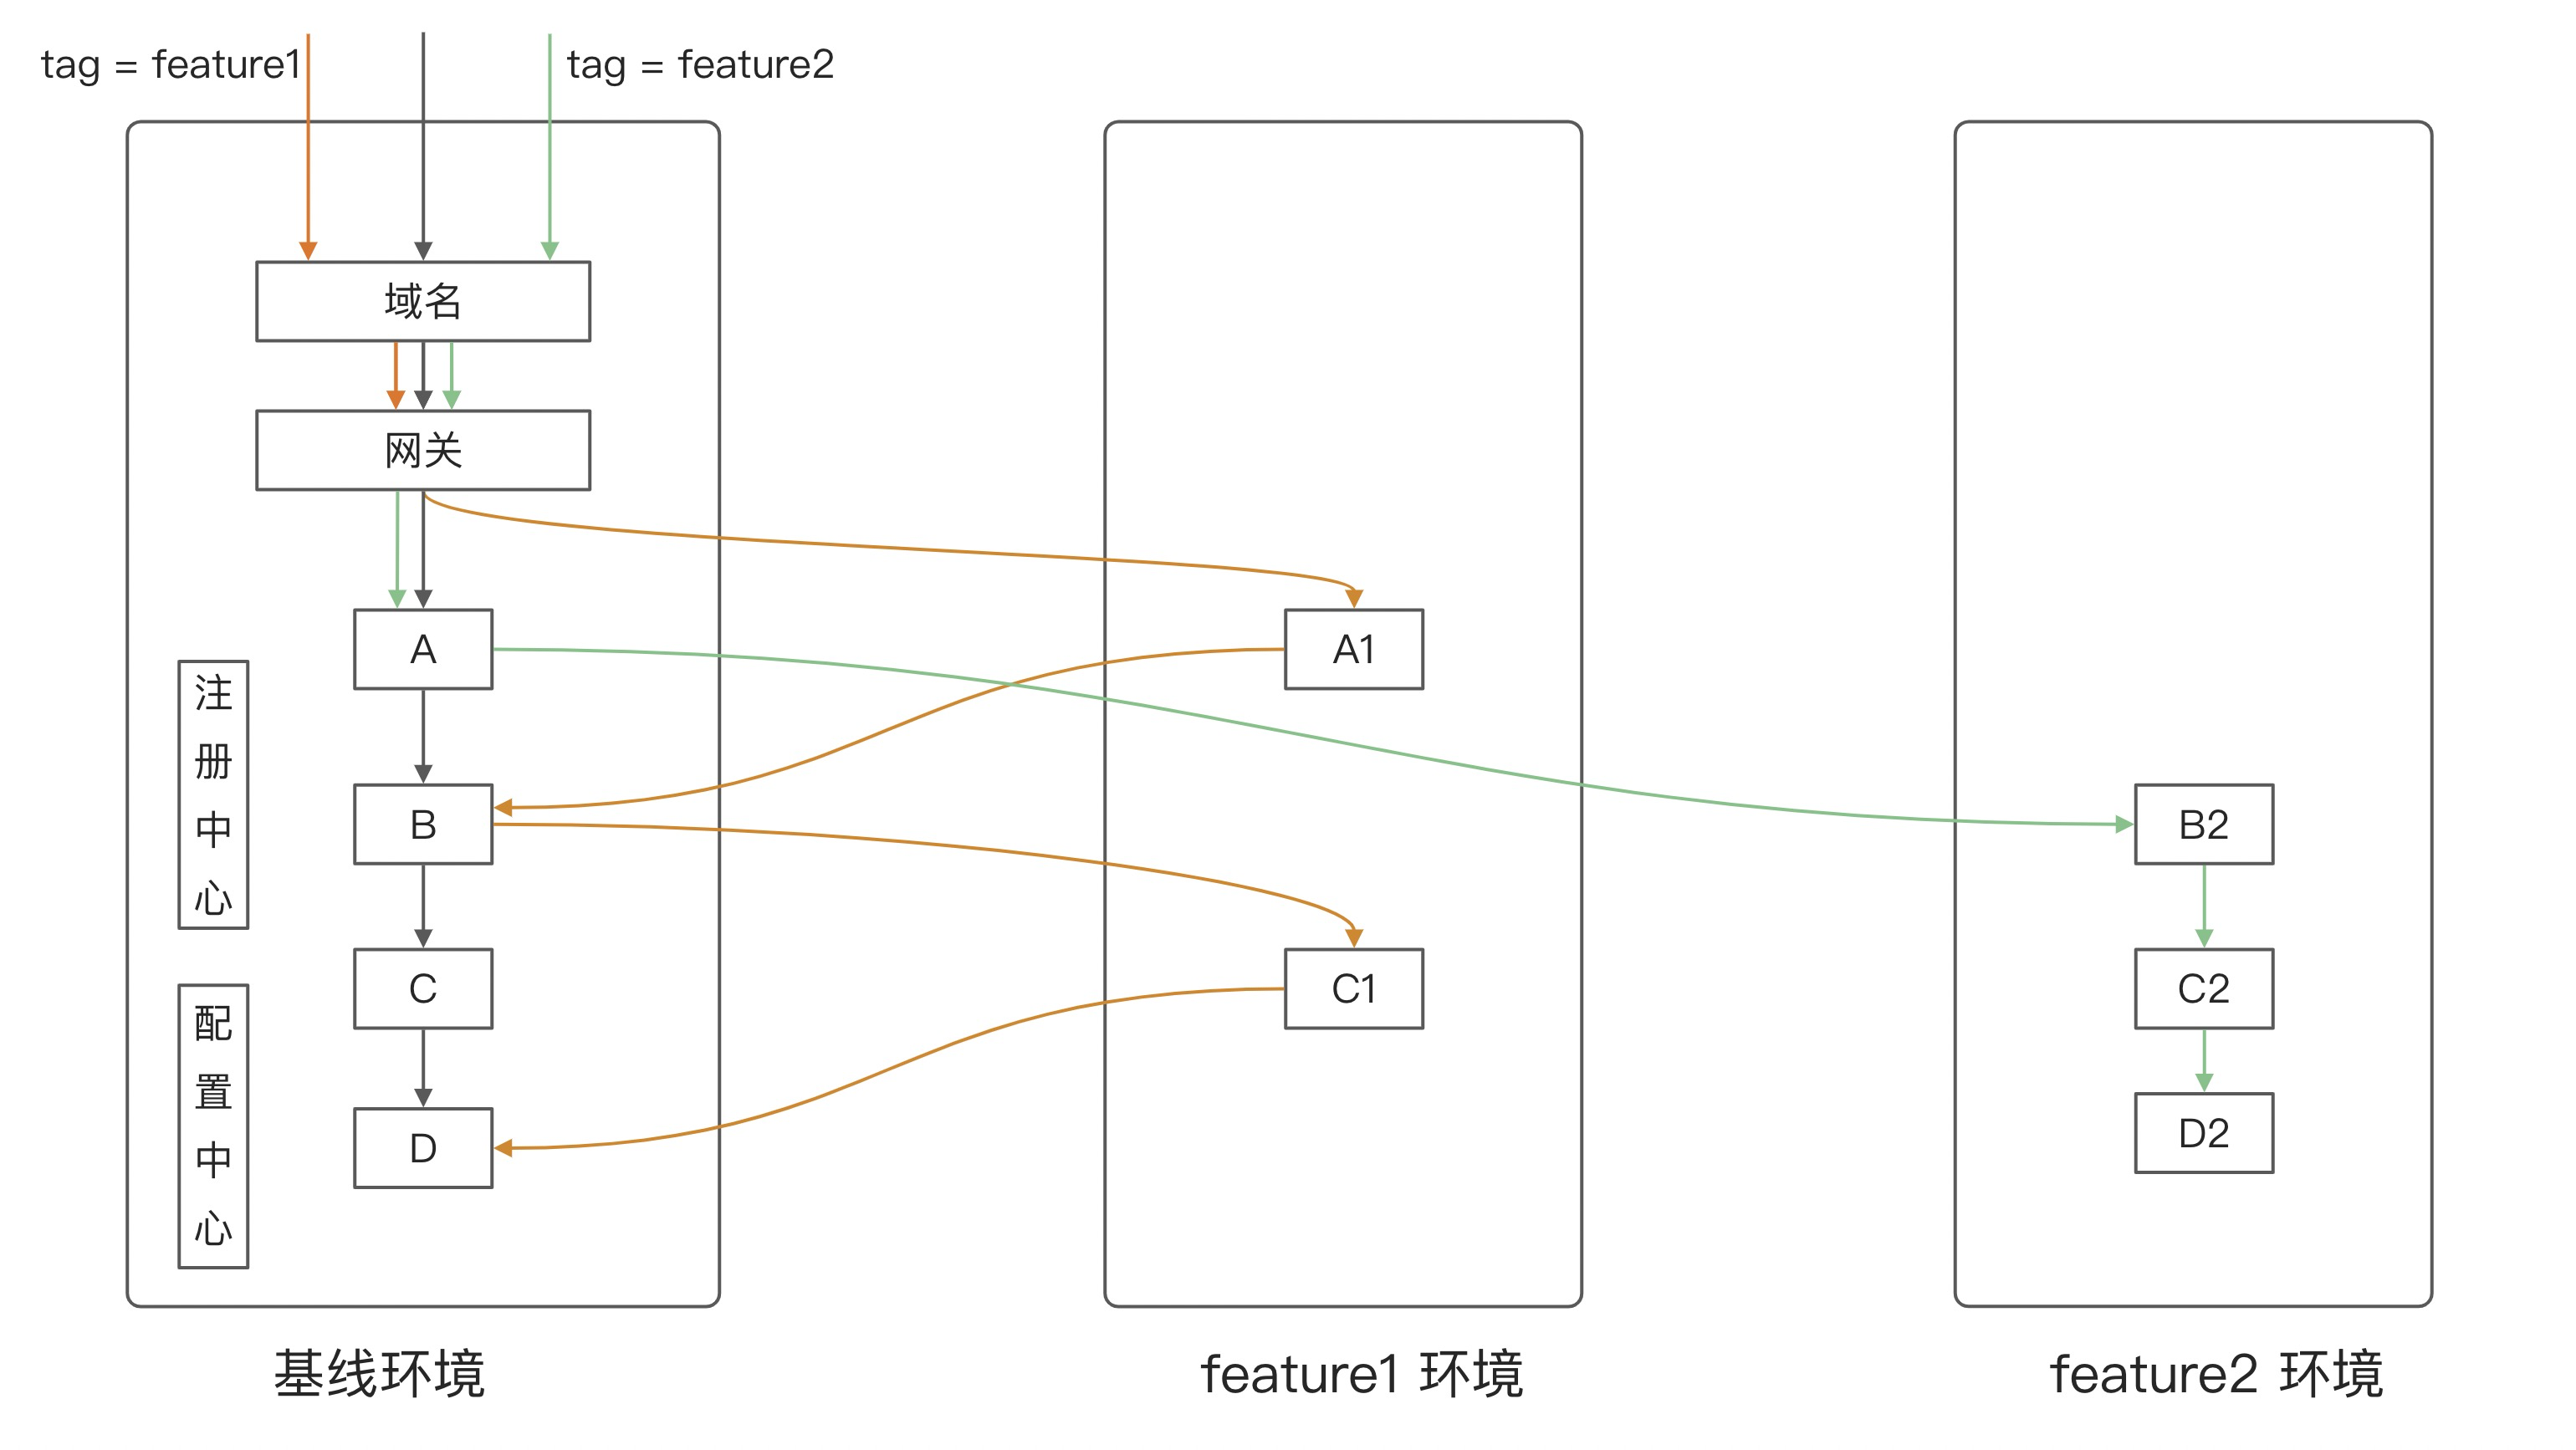 tag = feature1
tag = feature2
域名
网关
A
A1
注册中心
B
B2
C
C1
C2
配置中心
D
D2
基线环境
feature1 环境
feature2 环境